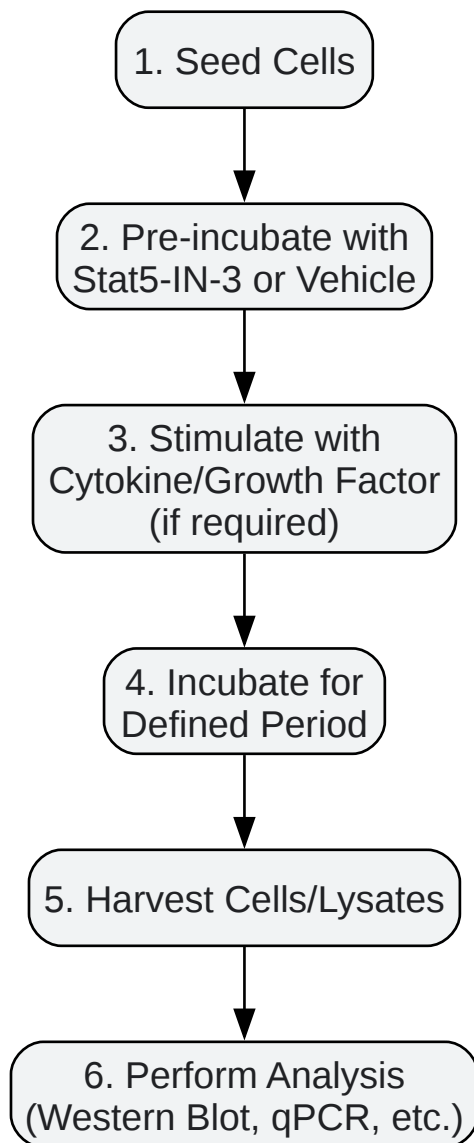 1. Seed Cells
2. Pre-incubate with
Stat5-IN-3 or Vehicle
3. Stimulate with
Cytokine/Growth Factor
(if required)
4. Incubate for
Defined Period
5. Harvest Cells/Lysates
6. Perform Analysis
(Western Blot, qPCR, etc.)